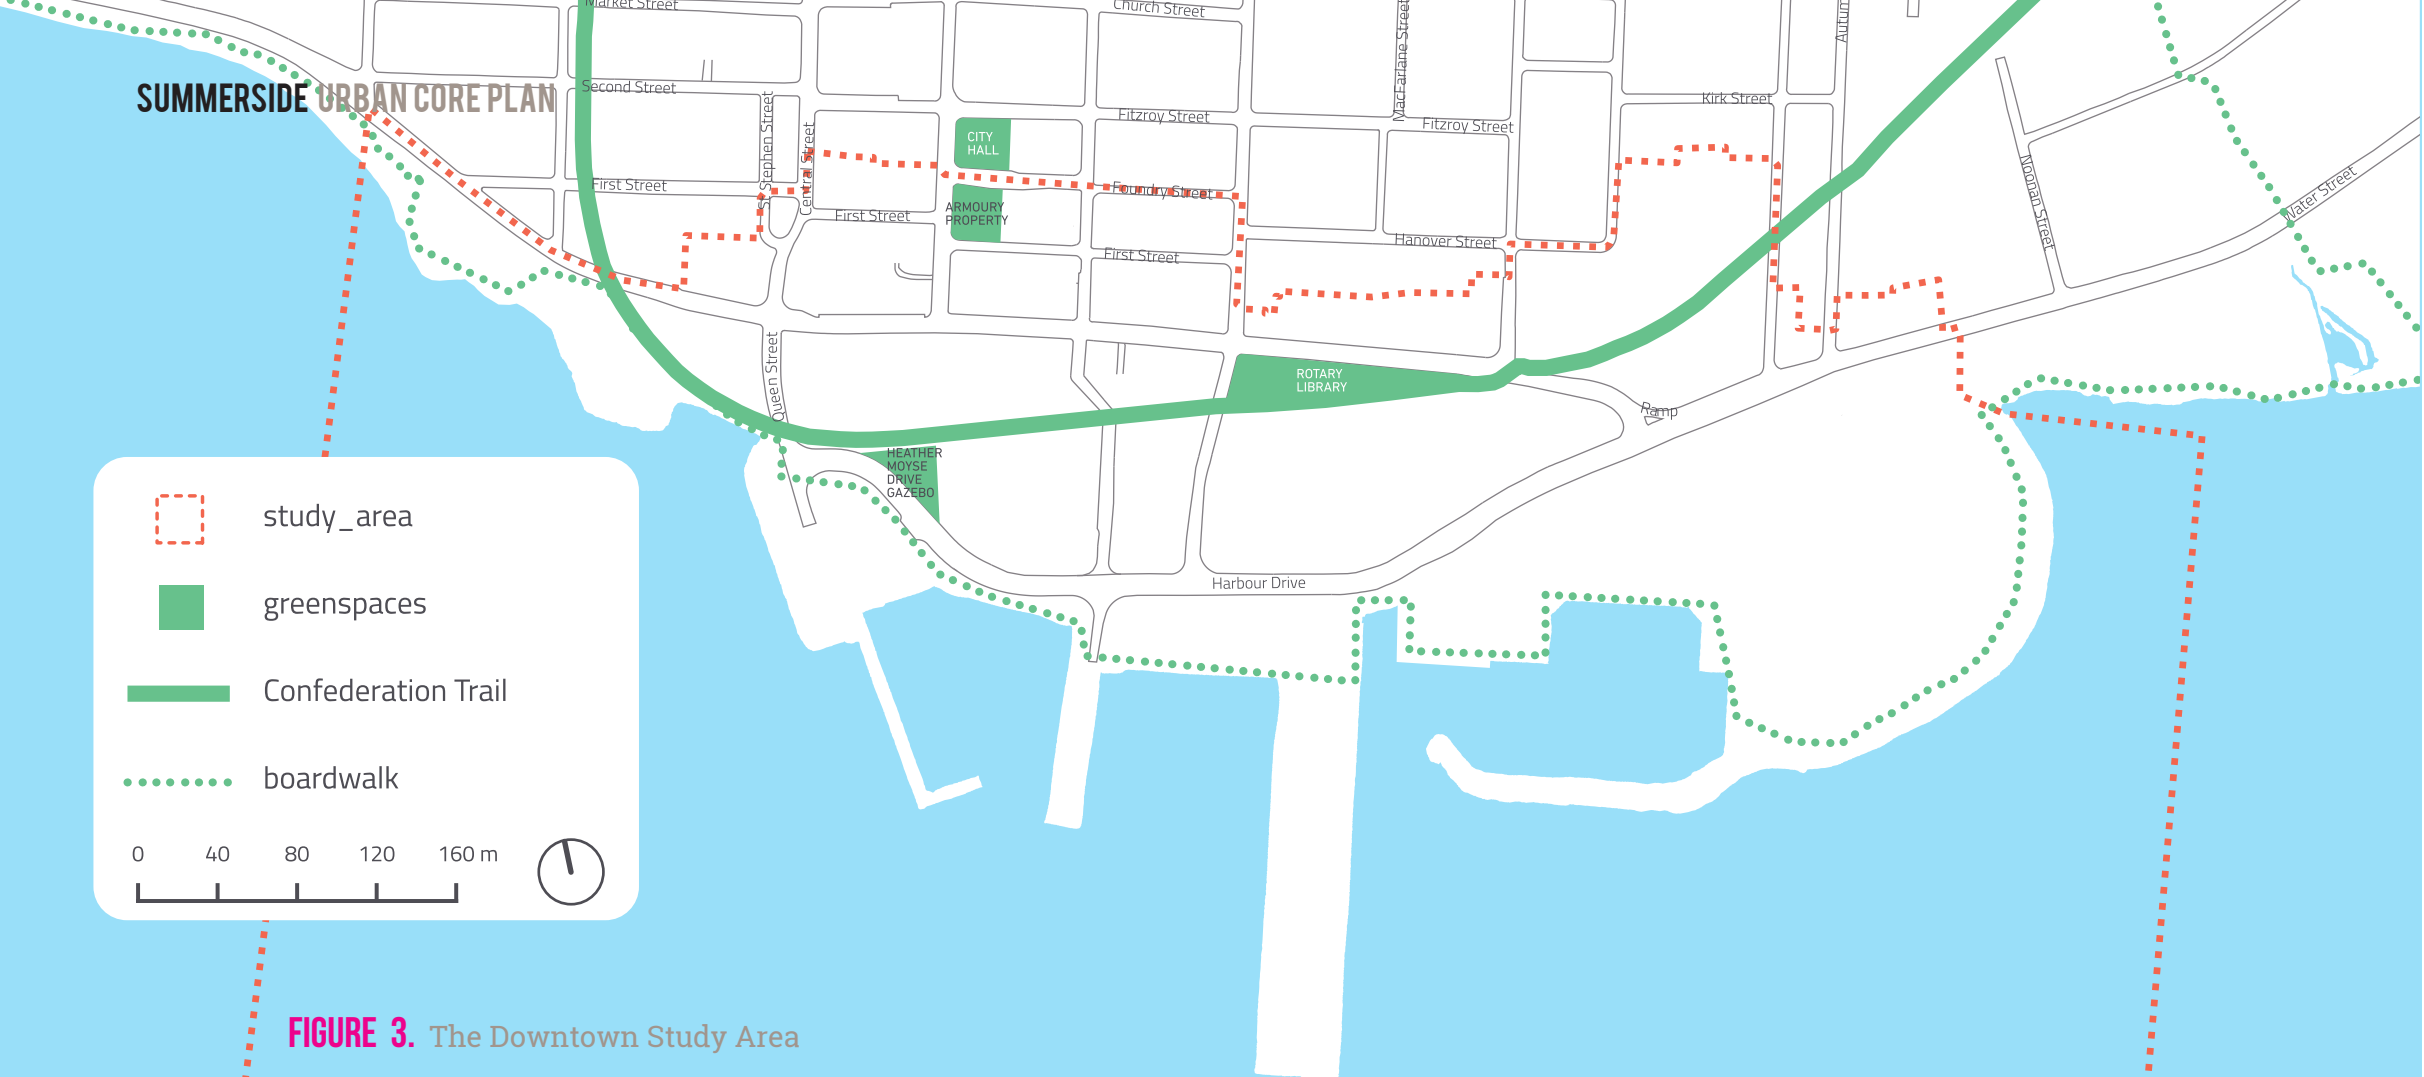 Market Street
Church Street
MacFarlane Street
Autum
SUMMERSIDE URBAN CORE PLAN
Second Street
Kirk Street
St. Stephen Street
Central Street
Fitzroy Street
Fitzroy Street
CITY
HALL
First Street
Foundry Street
Noonan Street
Water Street
ARMOURY
PROPERTY
First Street
Hanover Street
First Street
Queen Street
ROTARY
LIBRARY
Ramp
HEATHER
MOYSE
DRIVE
GAZEBO
Harbour Drive
study_area
greenspaces
Confederation Trail
boardwalk
0 40 80 120 160 m
FIGURE 3. The Downtown Study Area